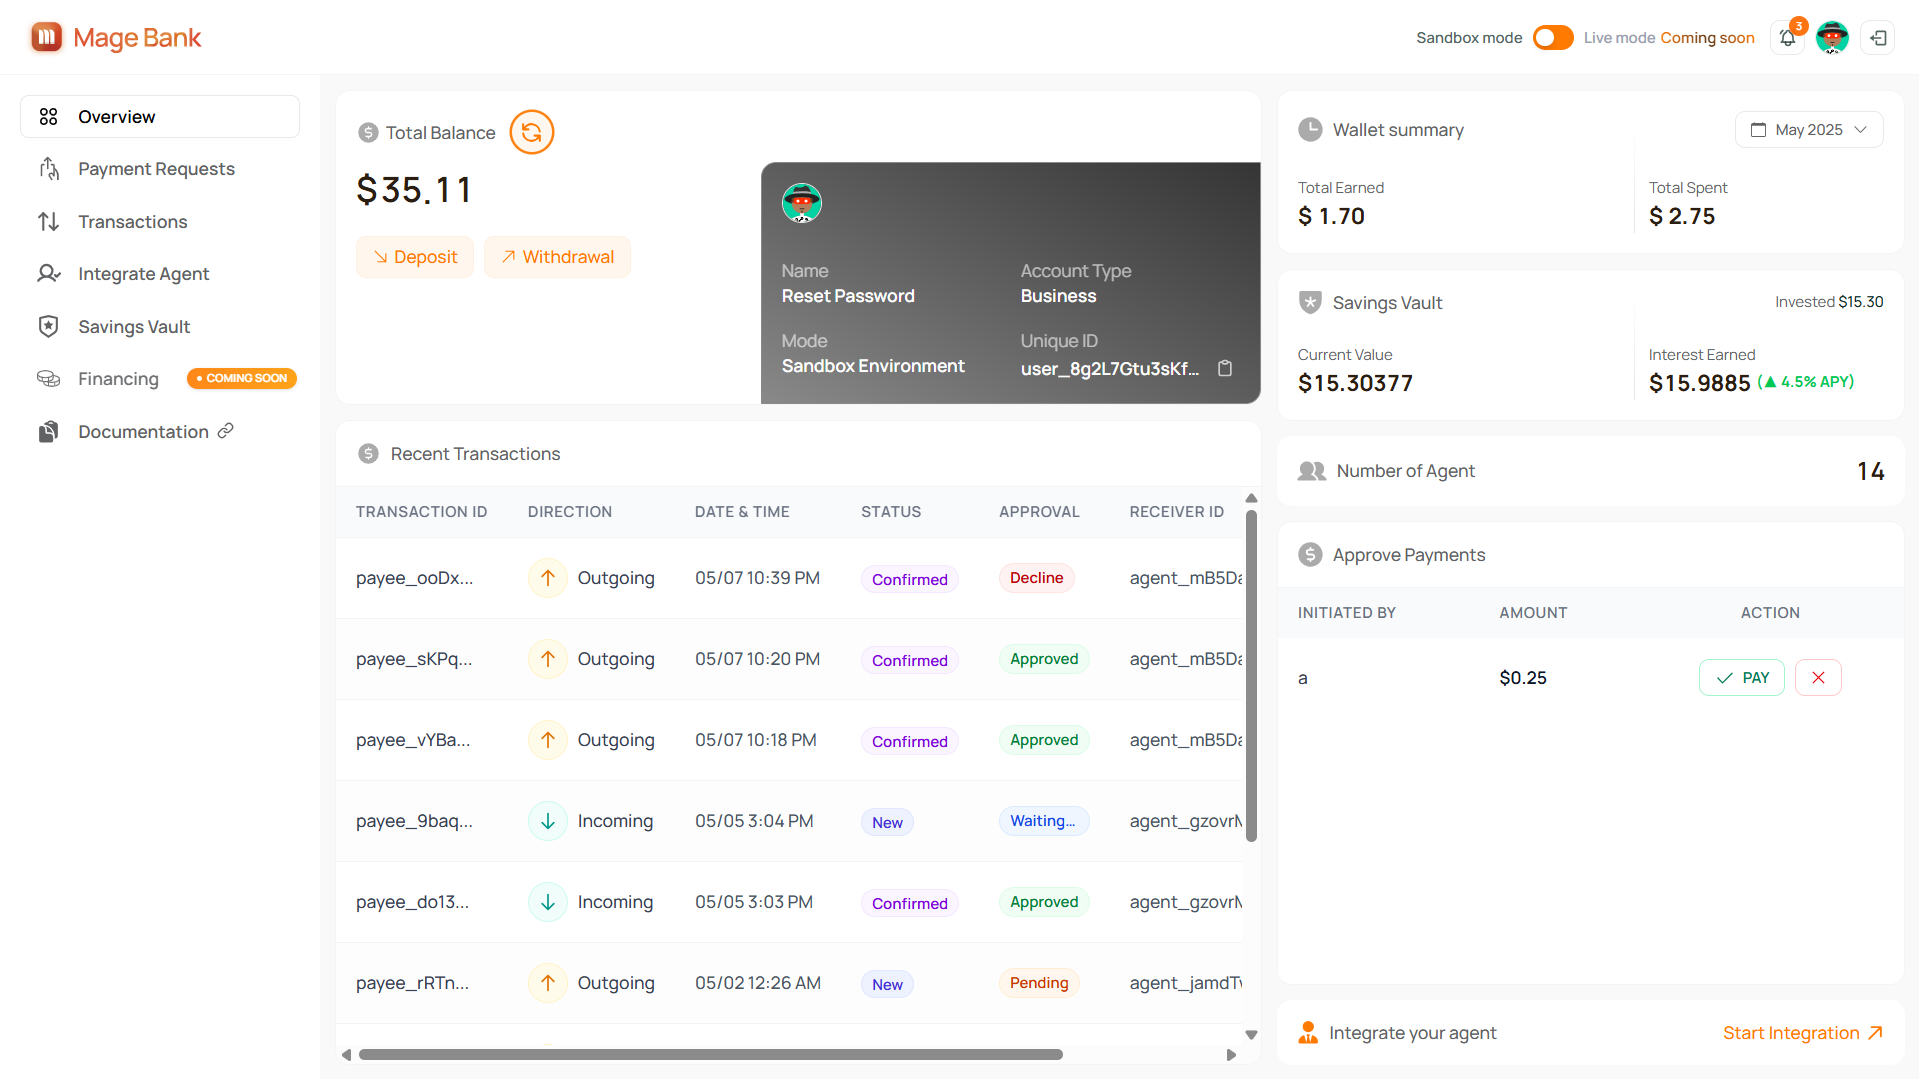 Mage Bank
Sandbox mode
Live mode Coming soon
3
Overview
Payment Requests
Transactions
Integrate Agent
Savings Vault
Financing
COMING SOON
Documentation
Total Balance
$35.11
Deposit
Withdrawal
Name
Reset Password
Account Type
Business
Mode
Sandbox Environment
Unique ID
user_8g2L7Gtu3sKf...
Recent Transactions
TRANSACTION ID DIRECTION DATE & TIME STATUS APPROVAL RECEIVER ID
payee_ooDx... Outgoing 05/07 10:39 PM Confirmed Decline agent_mB5Da
payee_sKPq... Outgoing 05/07 10:20 PM Confirmed Approved agent_mB5Da
payee_vYBa... Outgoing 05/07 10:18 PM Confirmed Approved agent_mB5Da
payee_9baq... Incoming 05/05 3:04 PM New Waiting... agent_gzovrM
payee_do13... Incoming 05/05 3:03 PM Confirmed Approved agent_gzovrM
payee_rRTn... Outgoing 05/02 12:26 AM New Pending agent_jamdTv
Wallet summary
May 2025
Total Earned
$ 1.70
Total Spent
$ 2.75
Savings Vault
Invested $15.30
Current Value
$15.30377
Interest Earned
$15.9885 (▲ 4.5% APY)
Number of Agent
14
Approve Payments
INITIATED BY AMOUNT ACTION
a $0.25 PAY
Integrate your agent
Start Integration